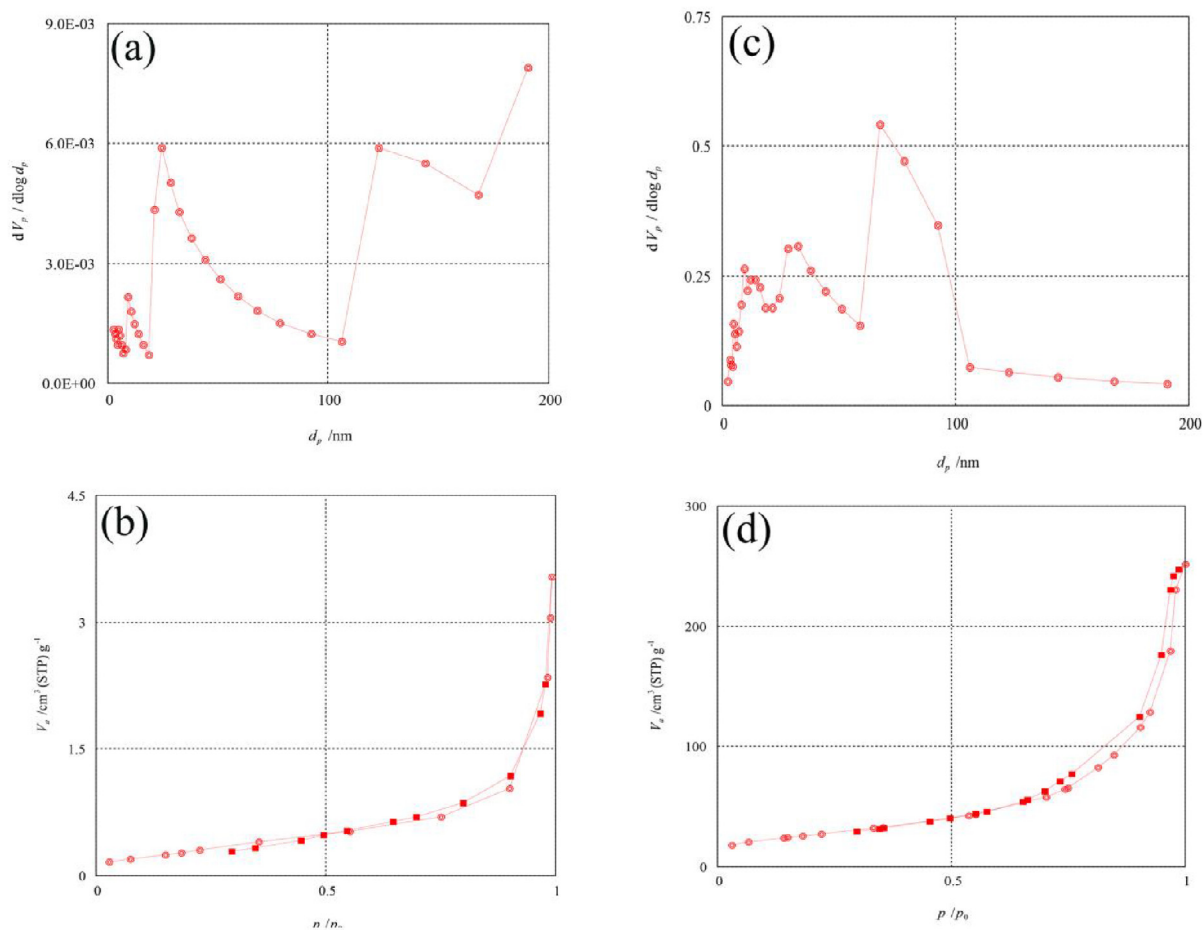 (a)
9.0E-03
6.0E-03
3.0E-03
0.0E+00
dVp / dlog dp
0 100 200
dp /nm
(c)
0.75
0.5
0.25
0
dVp / dlog dp
0 100 200
dp /nm
(b)
4.5
3
1.5
0
Va /cm³ (STP) g⁻¹
0 0.5 1
(d)
300
200
100
0
Va /cm³ (STP) g⁻¹
0 0.5 1
p /p₀